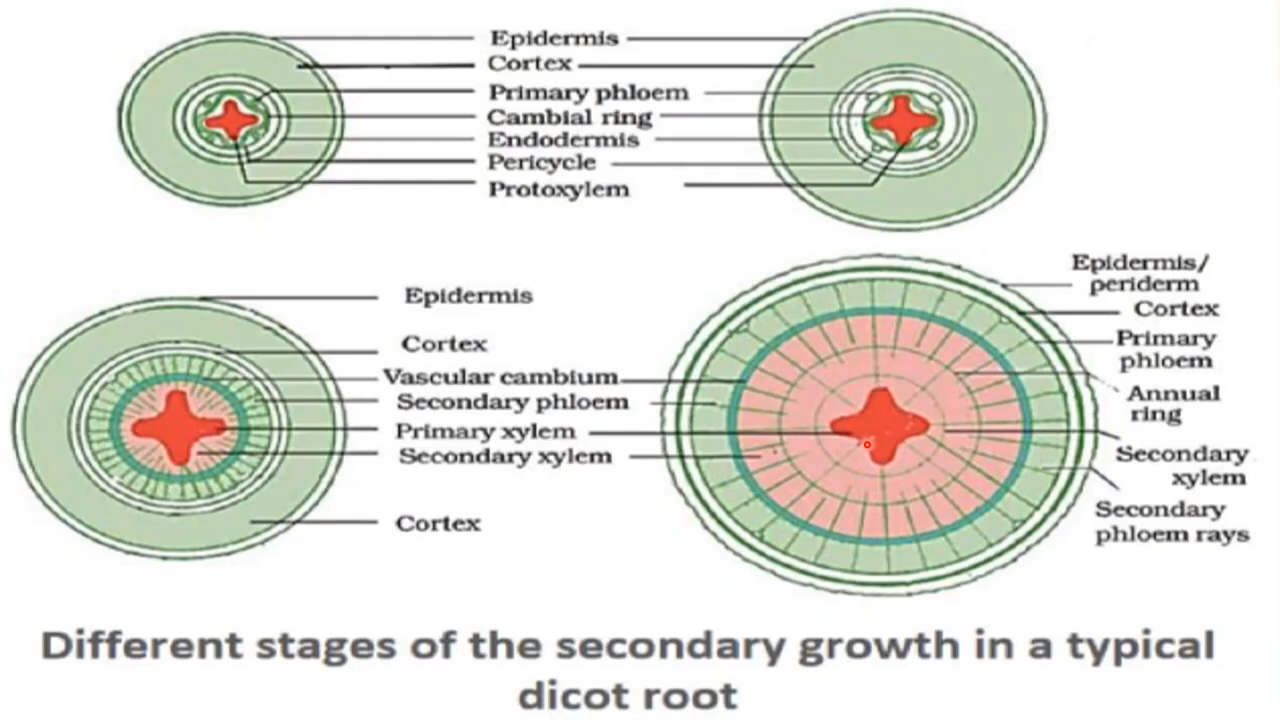 Epidermis
Cortex
Primary phloem
Cambial ring
Endodermis
Pericycle
Protoxylem
Epidermis
Cortex
Vascular cambium
Secondary phloem
Primary xylem
Secondary xylem
Cortex
Epidermis/
periderm
Cortex
Primary
phloem
Annual
ring
Secondary
xylem
Secondary
phloem rays
Different stages of the secondary growth in a typical
dicot root